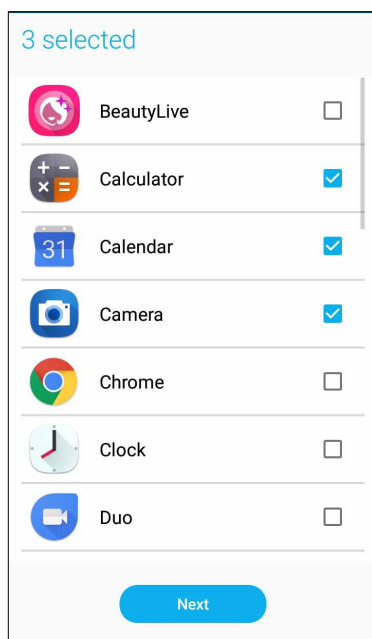 3 selected
BeautyLive
Calculator
31
Calendar
Camera
Chrome
Clock
Duo
Next